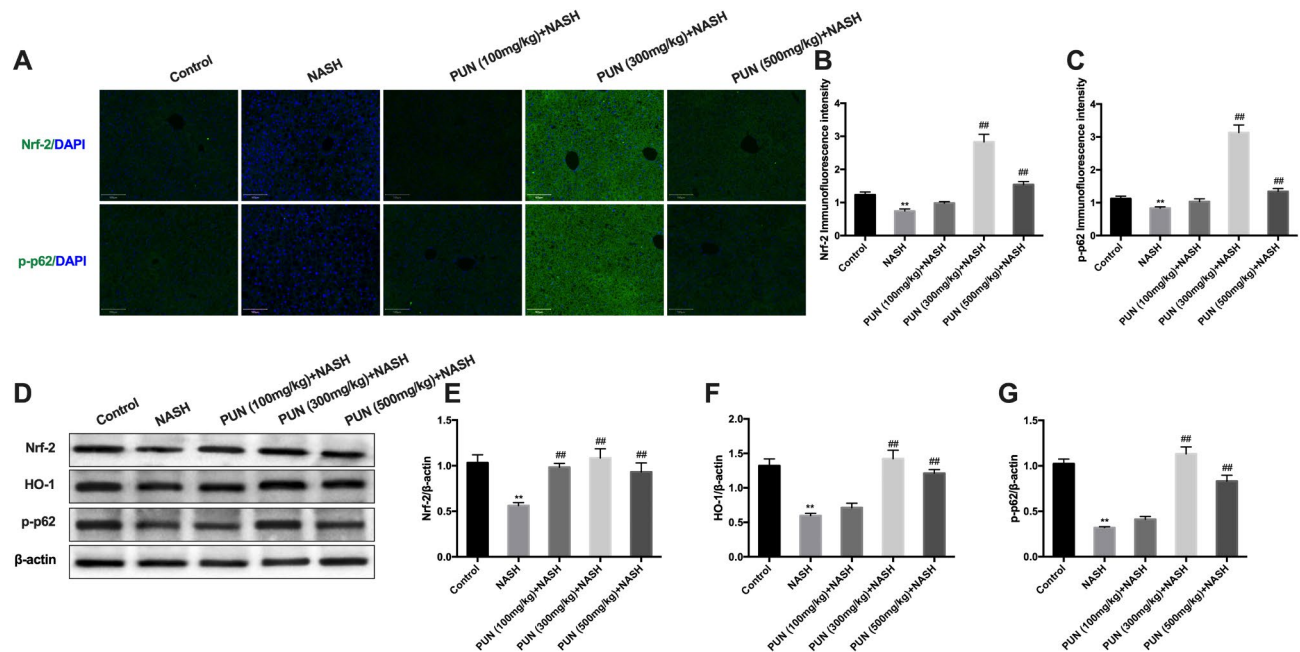 A
Control
NASH
PUN (100mg/kg)+NASH
PUN (300mg/kg)+NASH
PUN (500mg/kg)+NASH
Nrf-2/DAPI
p-p62/DAPI
B
Nrf-2 Immunofluorescence intensity
4
3
2
1
0
**
##
##
Control
NASH
PUN (100mg/kg)+NASH
PUN (300mg/kg)+NASH
PUN (500mg/kg)+NASH
C
p-p62 Immunofluorescence intensity
4
3
2
1
0
**
##
##
Control
NASH
PUN (100mg/kg)+NASH
PUN (300mg/kg)+NASH
PUN (500mg/kg)+NASH
D
Control
NASH
PUN (100mg/kg)+NASH
PUN (300mg/kg)+NASH
PUN (500mg/kg)+NASH
Nrf-2
HO-1
p-p62
β-actin
E
Nrf-2/β-actin
1.5
1.0
0.5
0.0
**
##
##
##
Control
NASH
PUN (100mg/kg)+NASH
PUN (300mg/kg)+NASH
PUN (500mg/kg)+NASH
F
HO-1/β-actin
2.0
1.5
1.0
0.5
0.0
**
##
##
Control
NASH
PUN (100mg/kg)+NASH
PUN (300mg/kg)+NASH
PUN (500mg/kg)+NASH
G
p-p62/β-actin
1.5
1.0
0.5
0.0
**
##
##
Control
NASH
PUN (100mg/kg)+NASH
PUN (300mg/kg)+NASH
PUN (500mg/kg)+NASH